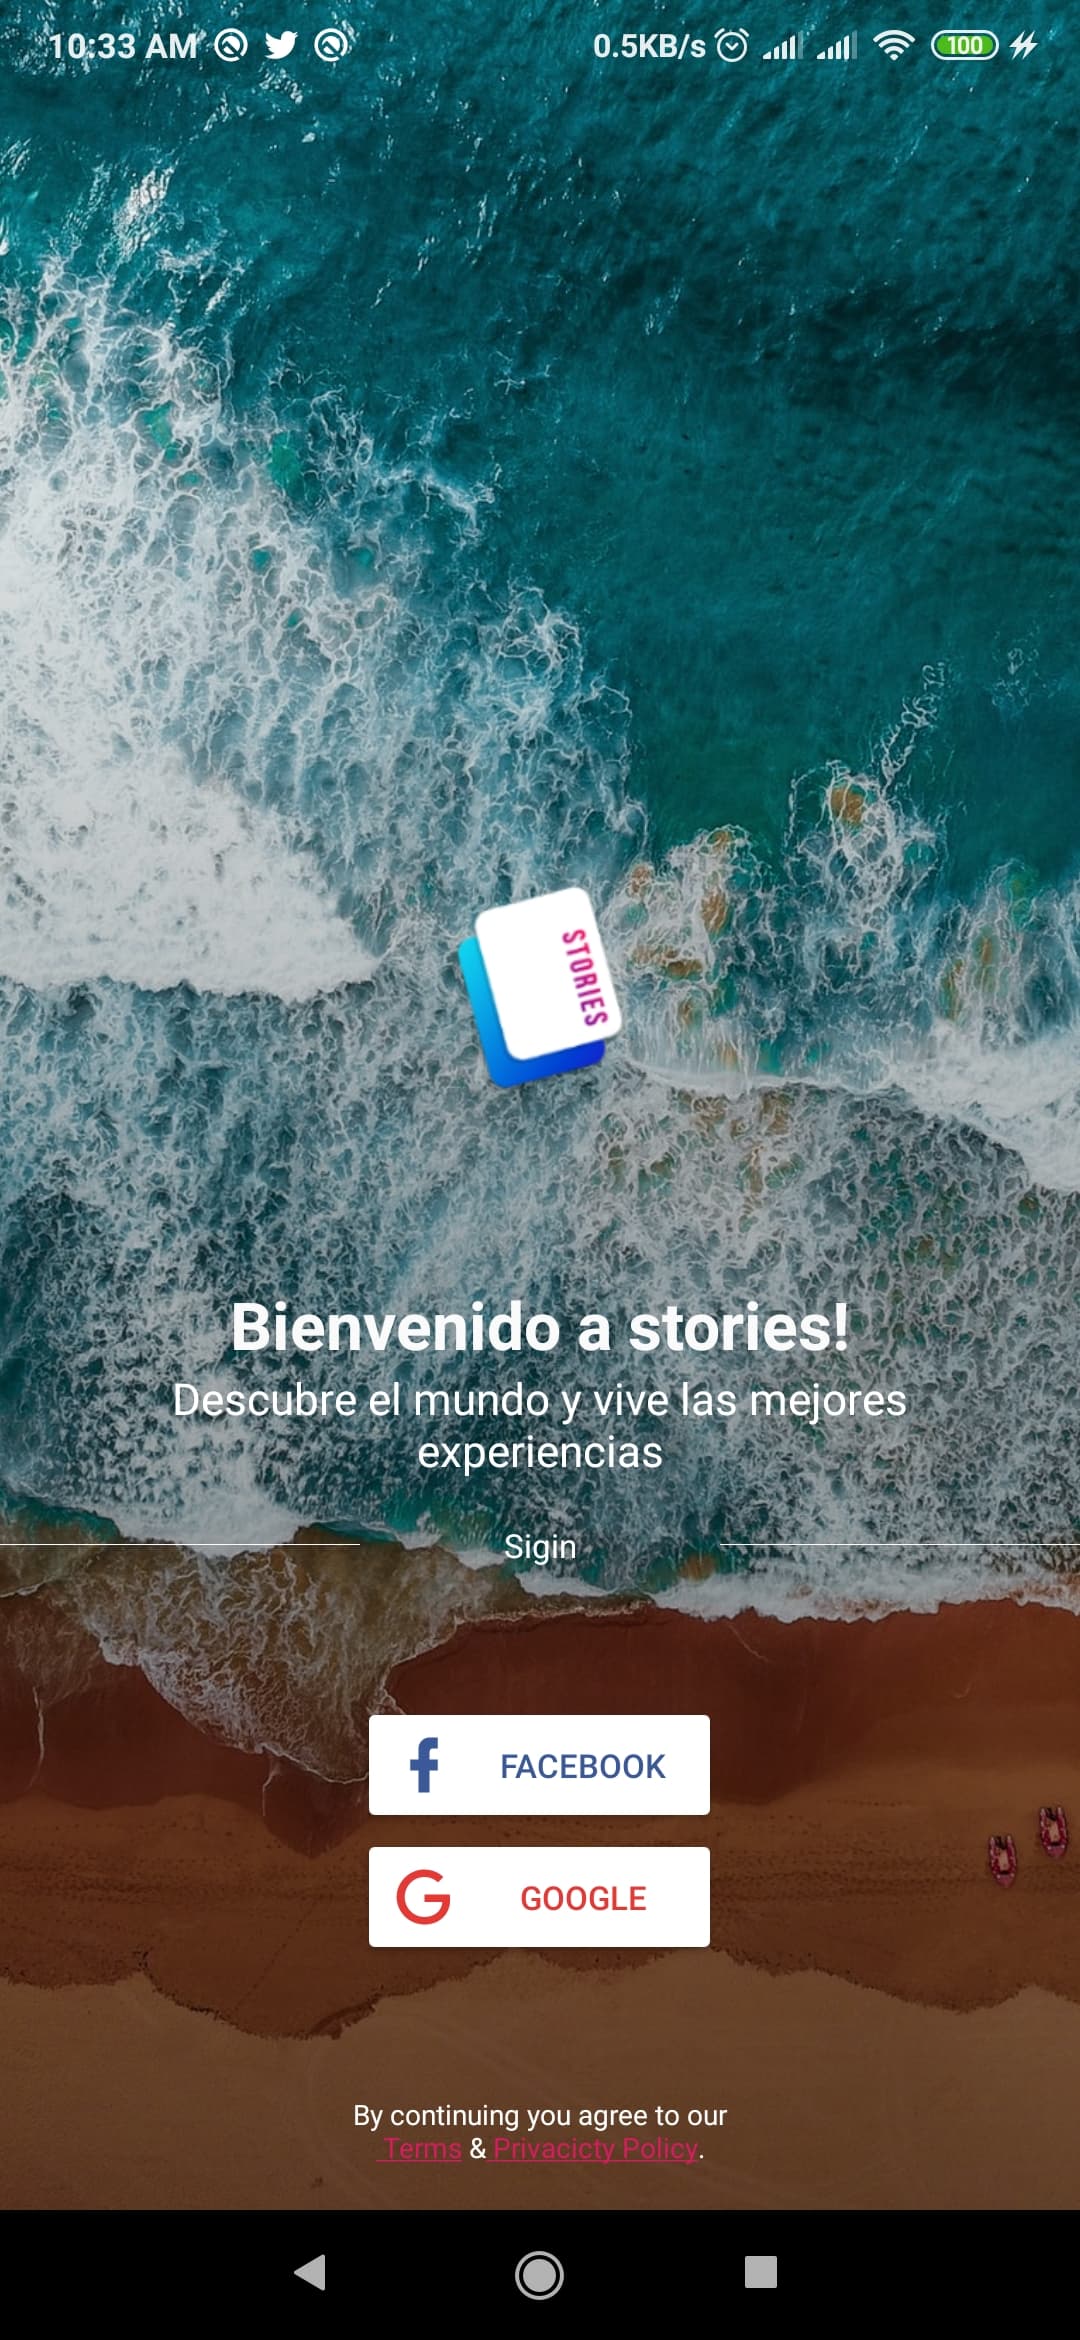 10:33 AM 0.5KB/s 100
STORIES
Bienvenido a stories!
Descubre el mundo y vive las mejores
experiencias
Sigin
FACEBOOK
GOOGLE
By continuing you agree to our
Terms & Privacicty Policy.